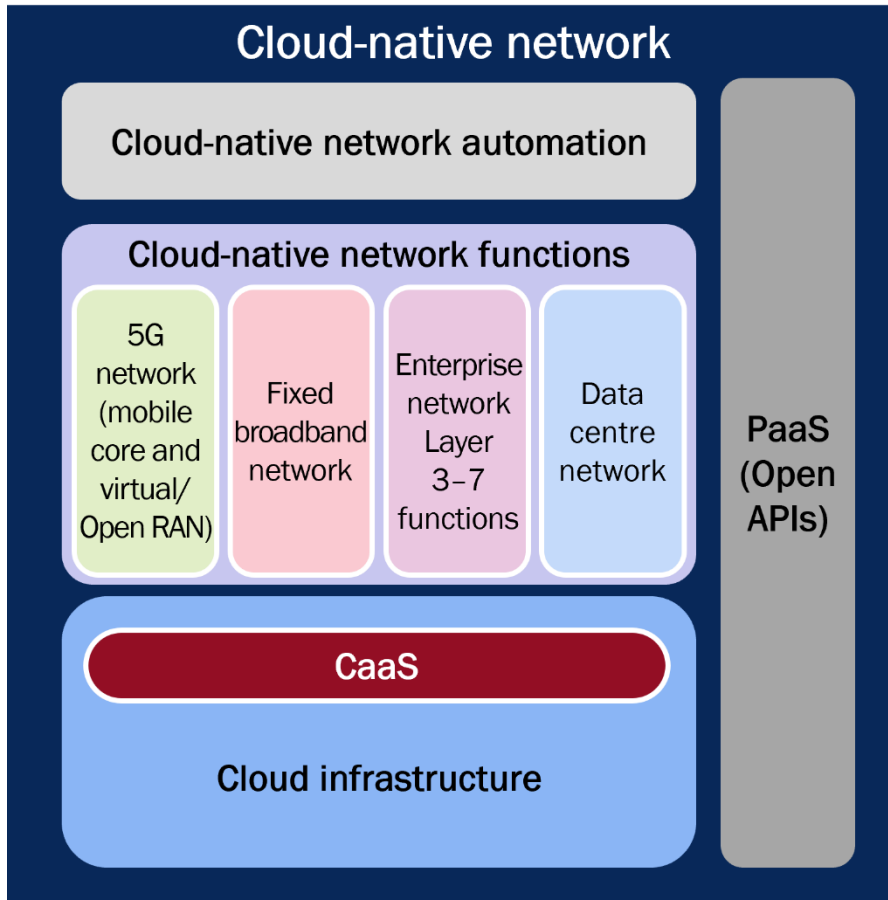 Cloud-native network
Cloud-native network automation
Cloud-native network functions
5G
network
(mobile
core and
virtual/
Open RAN)
Fixed
broadband
network
Enterprise
network
Layer
3–7
functions
Data
centre
network
CaaS
Cloud infrastructure
PaaS
(Open
APIs)